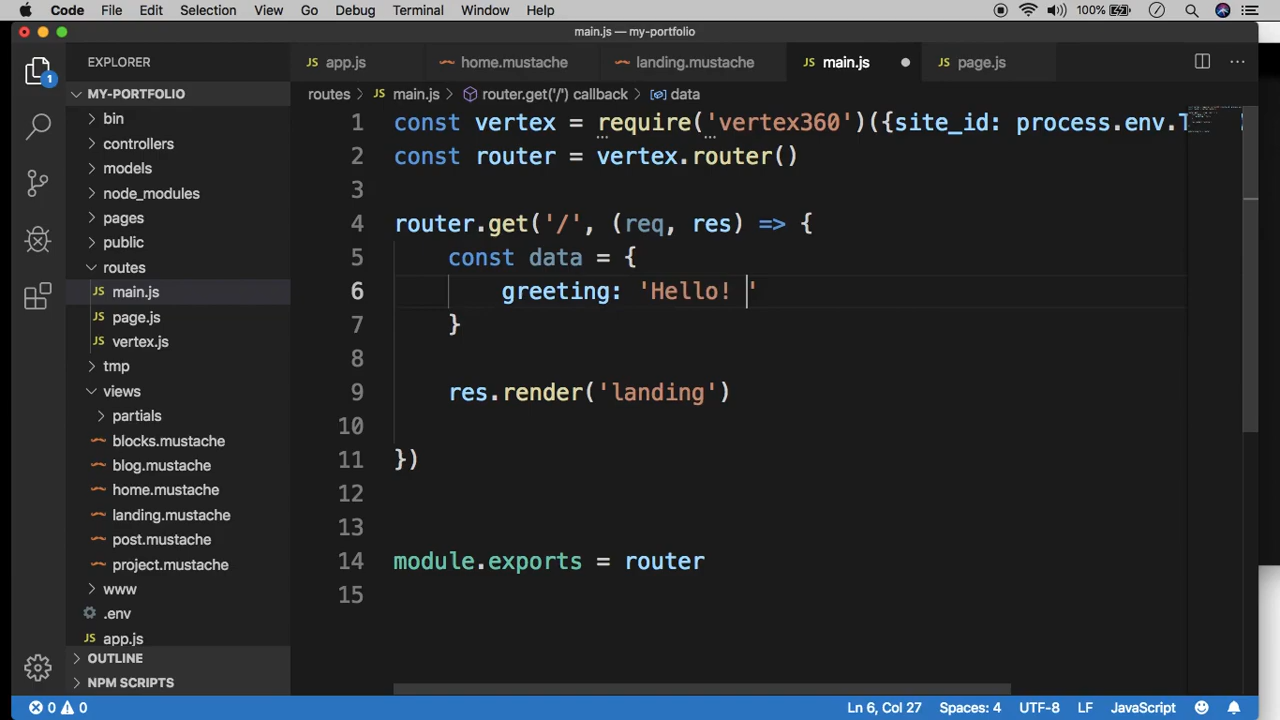 Code File Edit Selection View Go Debug Terminal Window Help 100%
main.js — my-portfolio
EXPLORER
app.js home.mustache landing.mustache main.js page.js
MY-PORTFOLIO
routes > main.js > router.get('/') callback > data
bin
controllers
models
node_modules
pages
public
routes
main.js
page.js
vertex.js
tmp
views
partials
blocks.mustache
blog.mustache
home.mustache
landing.mustache
post.mustache
project.mustache
www
.env
app.js
OUTLINE
NPM SCRIPTS
1
1 const vertex = require('vertex360')({site_id: process.env.T
2 const router = vertex.router()
3
4 router.get('/', (req, res) => {
5 const data = {
6 greeting: 'Hello! '
7 }
8
9 res.render('landing')
10
11 })
12
13
14 module.exports = router
15
0 0 Ln 6, Col 27 Spaces: 4 UTF-8 LF JavaScript